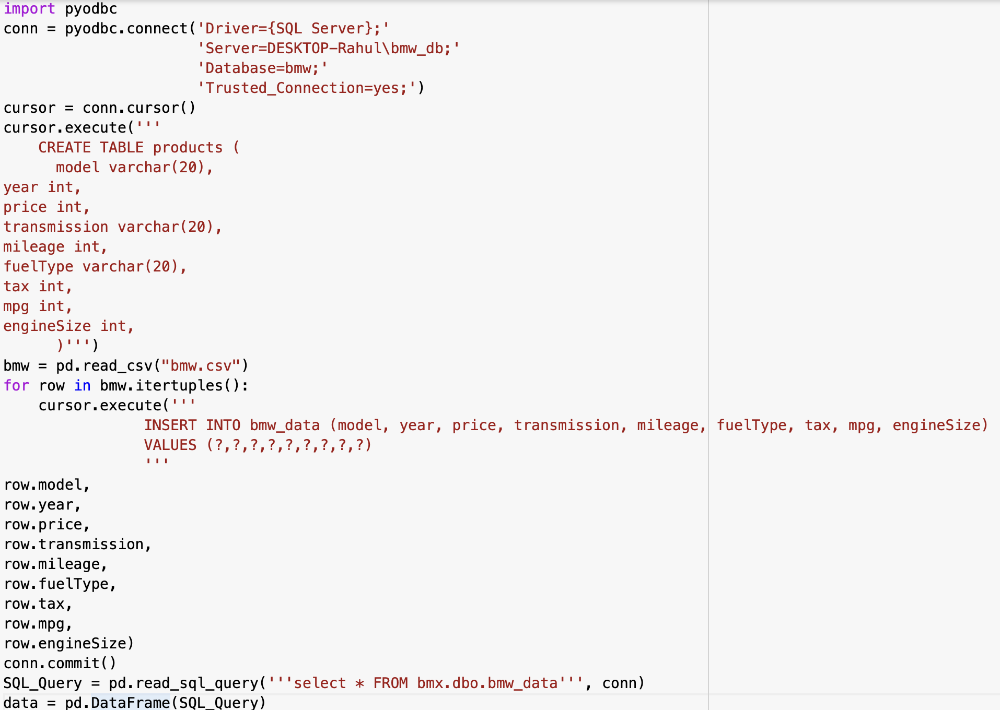 import pyodbc
conn = pyodbc.connect('Driver={SQL Server};'
                      'Server=DESKTOP-Rahul\bmw_db;'
                      'Database=bmw;'
                      'Trusted_Connection=yes;')
cursor = conn.cursor()
cursor.execute('''
    CREATE TABLE products (
      model varchar(20),
year int,
price int,
transmission varchar(20),
mileage int,
fuelType varchar(20),
tax int,
mpg int,
engineSize int,
      )''')
bmw = pd.read_csv("bmw.csv")
for row in bmw.itertuples():
    cursor.execute('''
                INSERT INTO bmw_data (model, year, price, transmission, mileage, fuelType, tax, mpg, engineSize)
                VALUES (?,?,?,?,?,?,?,?,?)
                '''
row.model,
row.year,
row.price,
row.transmission,
row.mileage,
row.fuelType,
row.tax,
row.mpg,
row.engineSize)
conn.commit()
SQL_Query = pd.read_sql_query('''select * FROM bmx.dbo.bmw_data''', conn)
data = pd.DataFrame(SQL_Query)